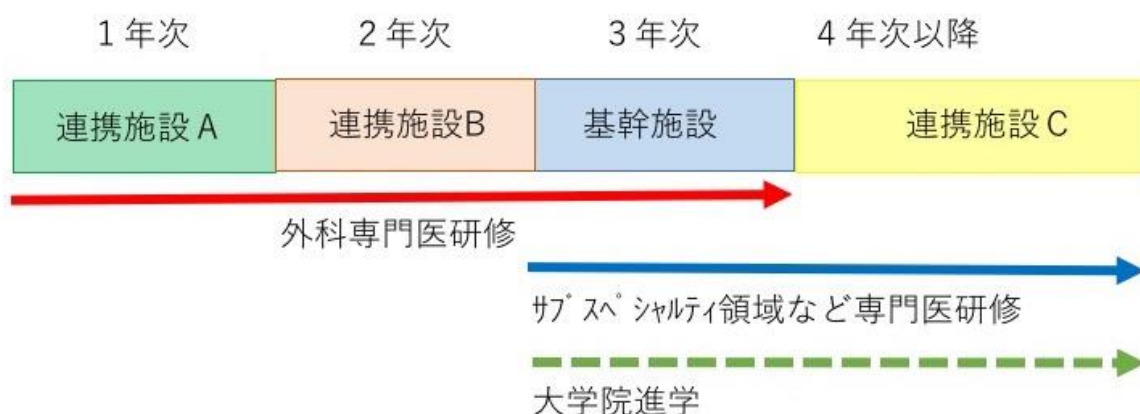 1年次 2年次 3年次 4年次以降
連携施設A 連携施設B 基幹施設 連携施設C
外科専門医研修
ｻﾌﾞｽﾍﾟｼｬﾙﾃｨ領域など専門医研修
大学院進学